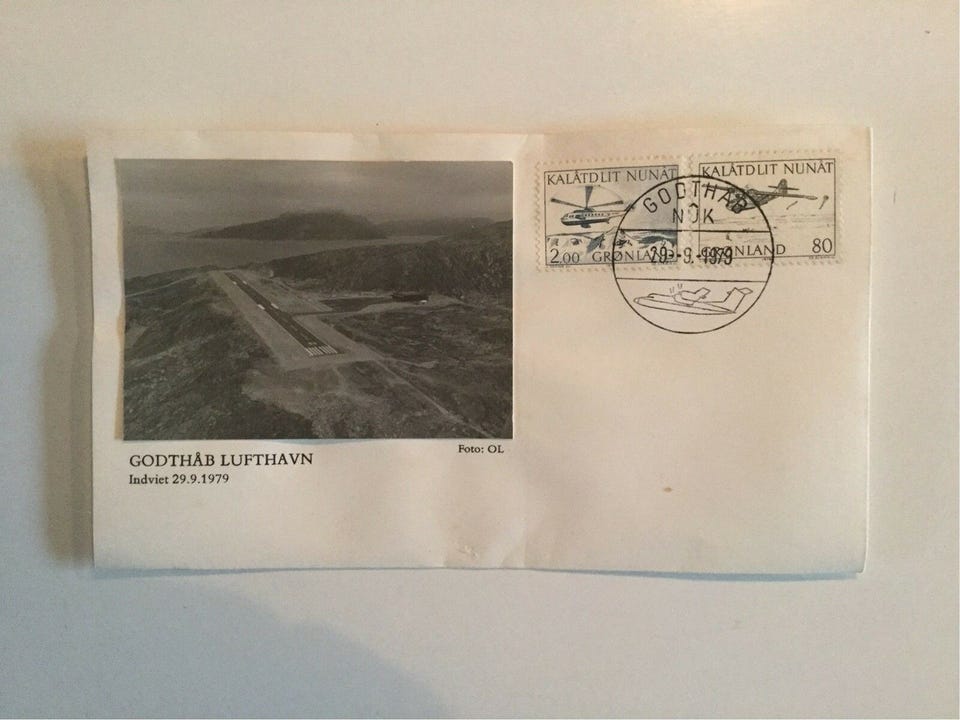 KALÂTDLIT NUNÂT
2.00 GRØNLAND
KALÂTDLIT NUNÂT
GRØNLAND 80
GODTHÅB
NÛK
29.-9.-1979
Foto: OL
GODTHÅB LUFTHAVN
Indviet 29.9.1979